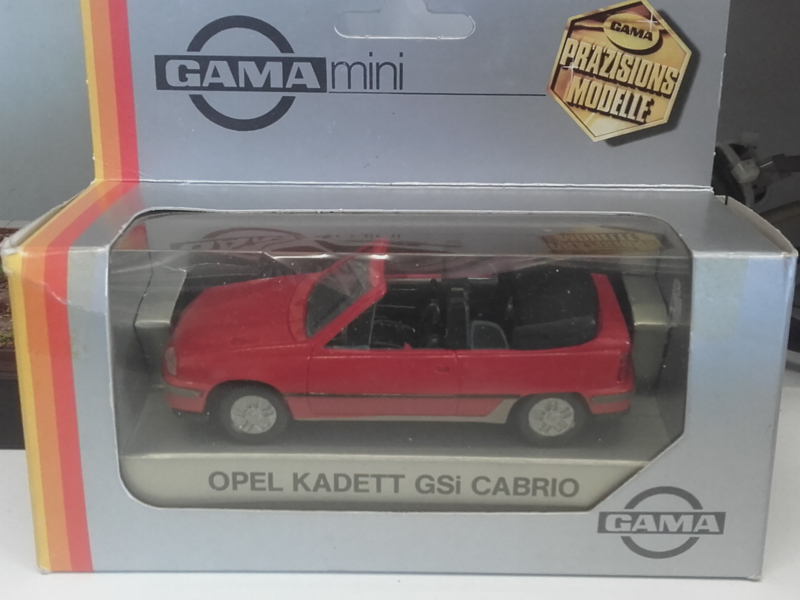 GAMA mini
GAMA
PRÄZISIONS
MODELLE
OPEL KADETT GSi CABRIO
GAMA